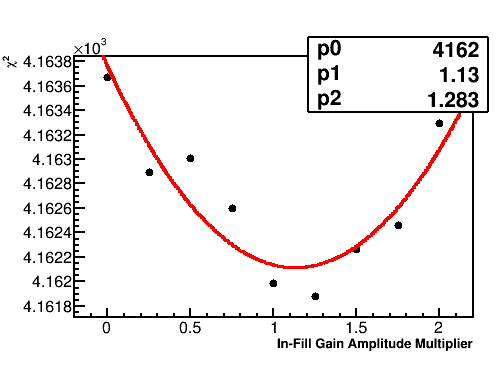 χ²
×10³
p0 4162
p1 1.13
p2 1.283
4.1638
4.1636
4.1634
4.1632
4.163
4.1628
4.1626
4.1624
4.1622
4.162
4.1618
0 0.5 1 1.5 2
In-Fill Gain Amplitude Multiplier